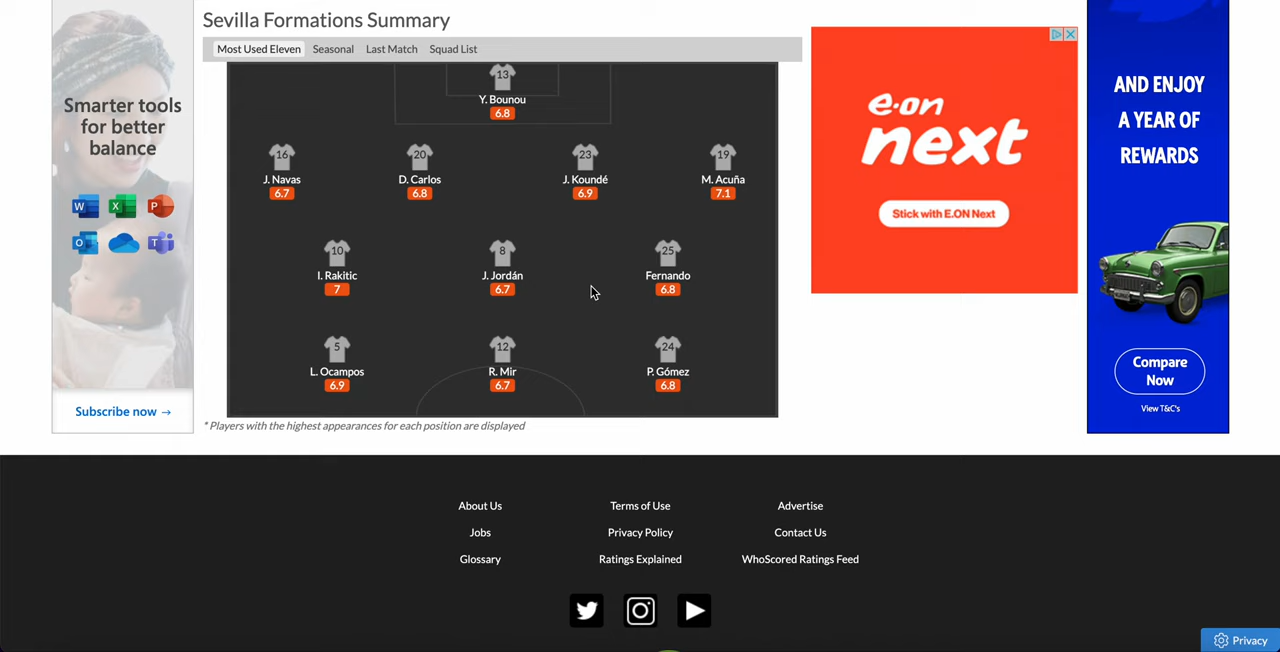 Sevilla Formations Summary
Most Used Eleven Seasonal Last Match Squad List
13
Y. Bounou
6.8
16 20 23 19
J. Navas D. Carlos J. Koundé M. Acuña
6.7 6.8 6.9 7.1
10 8 25
I. Rakitic J. Jordán Fernando
7 6.7 6.8
5 12 24
L. Ocampos R. Mir P. Gómez
6.9 6.7 6.8
* Players with the highest appearances for each position are displayed
Smarter tools
for better
balance
W X P
O T
Subscribe now →
e·on
next
Stick with E.ON Next
AND ENJOY
A YEAR OF
REWARDS
Compare
Now
View T&C's
About Us Terms of Use Advertise
Jobs Privacy Policy Contact Us
Glossary Ratings Explained WhoScored Ratings Feed
Privacy